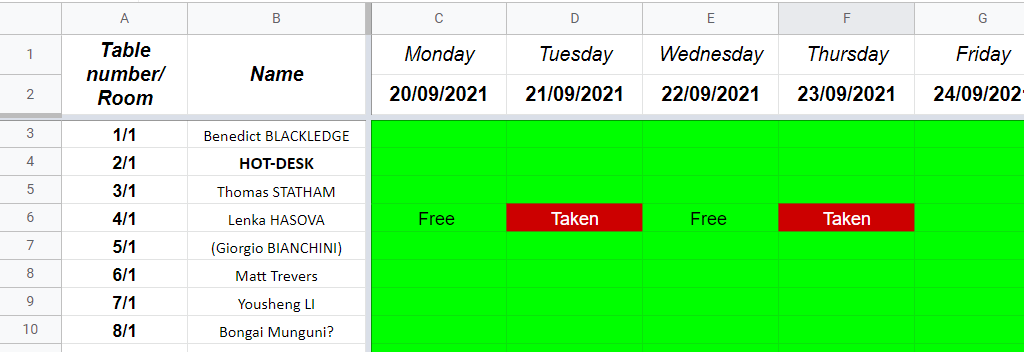 A B C D E F G
1 Table number/ Room Name Monday Tuesday Wednesday Thursday Friday
2 20/09/2021 21/09/2021 22/09/2021 23/09/2021 24/09/202
3 1/1 Benedict BLACKLEDGE
4 2/1 HOT-DESK
5 3/1 Thomas STATHAM
6 4/1 Lenka HASOVA Free Taken Free Taken
7 5/1 (Giorgio BIANCHINI)
8 6/1 Matt Trevers
9 7/1 Yousheng LI
10 8/1 Bongai Munguni?